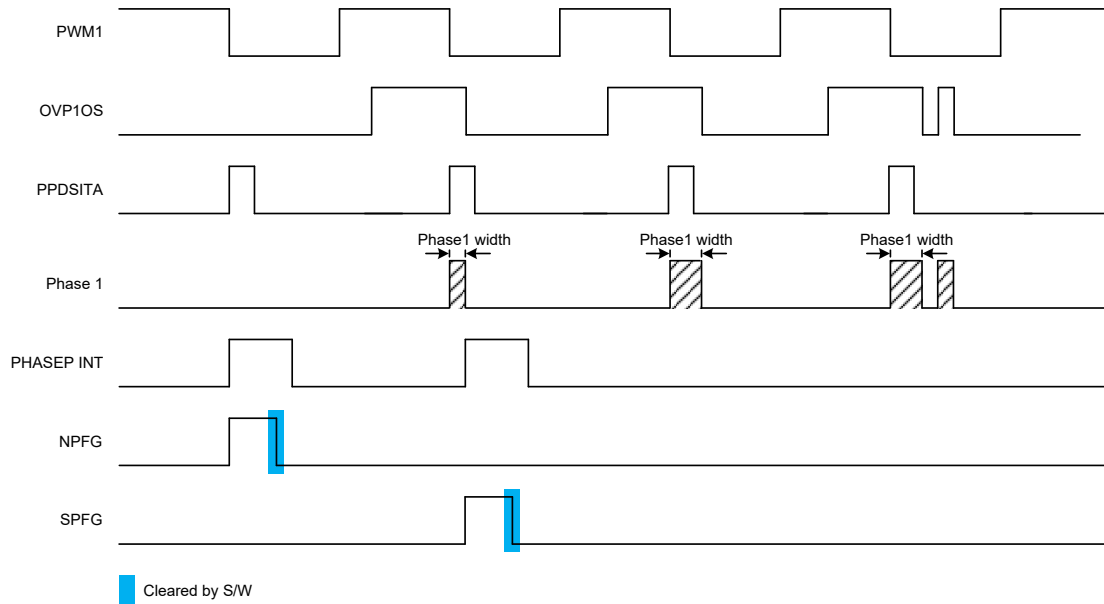 PWM1
OVP1OS
PPDSITA
Phase1 width Phase1 width Phase1 width
Phase 1
PHASEP INT
NPFG
SPFG
Cleared by S/W